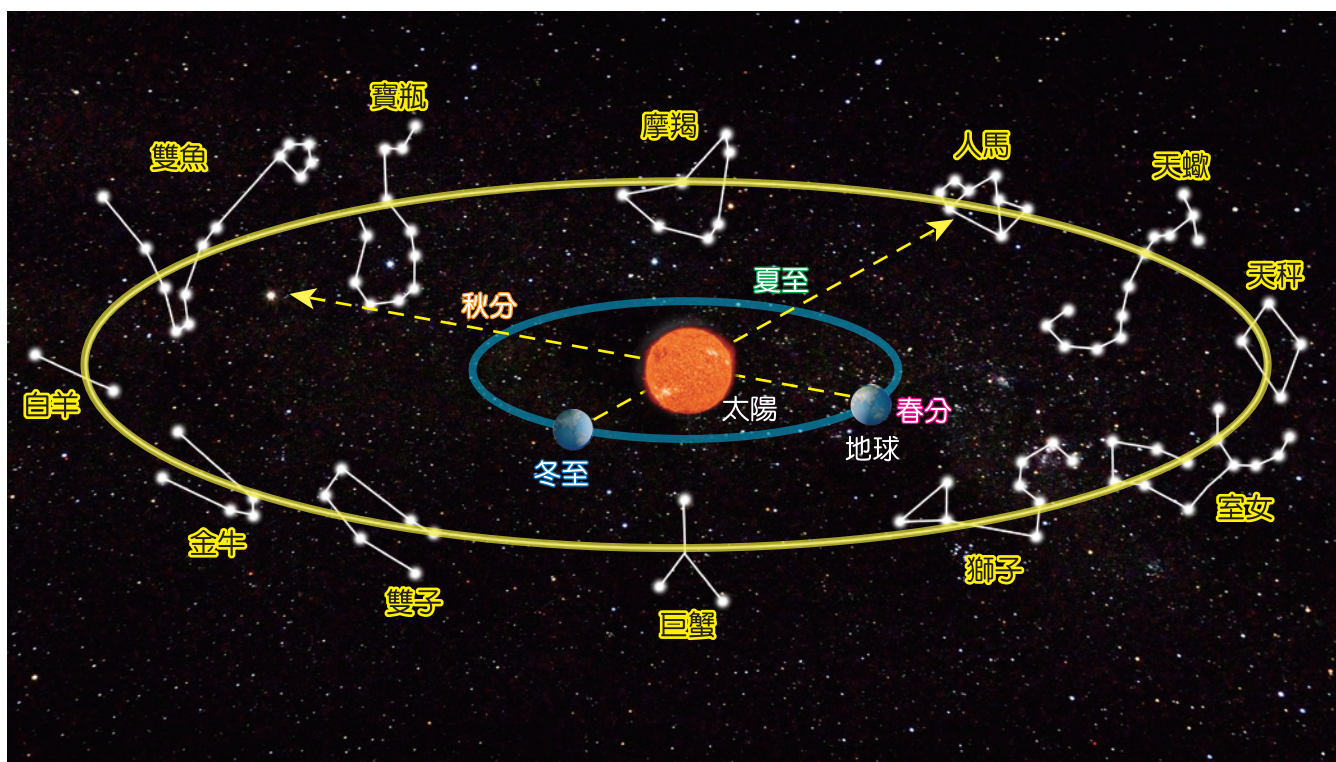 寶瓶
摩羯
人馬
雙魚
天蠍
天秤
夏至
秋分
白羊
太陽
春分
地球
冬至
室女
金牛
獅子
雙子
巨蟹